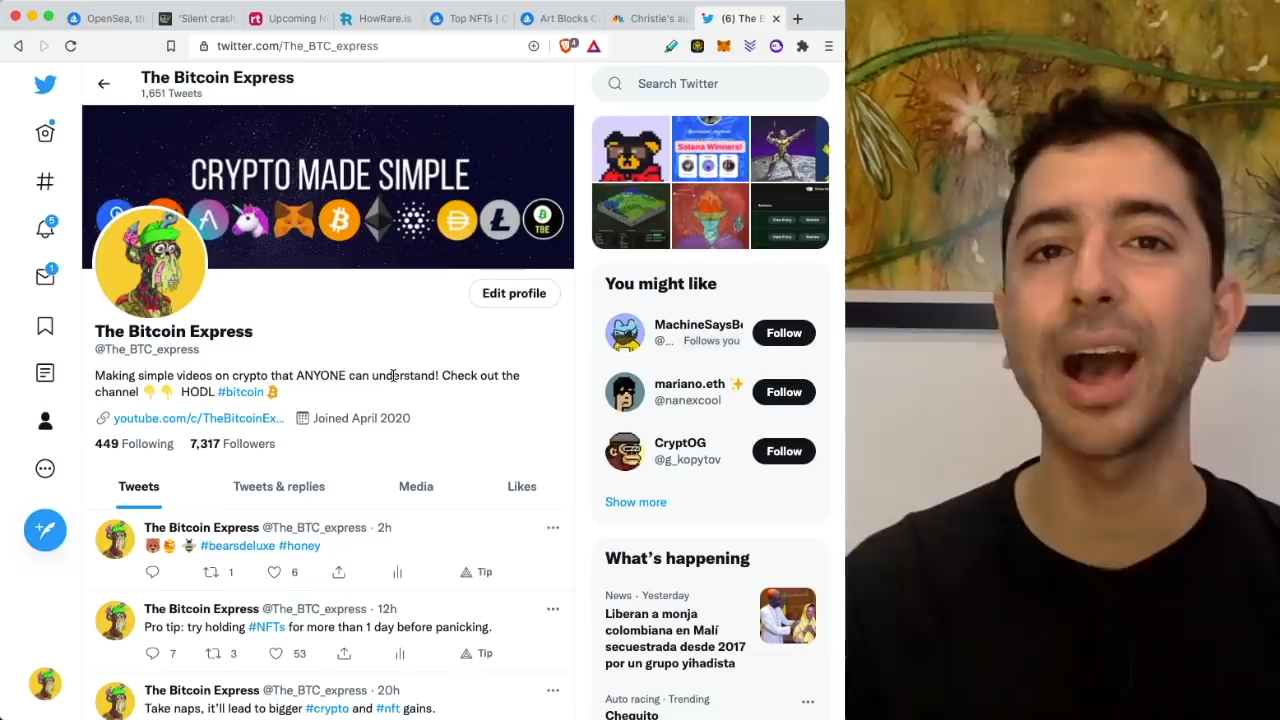 OpenSea, th
'Silent crash
Upcoming N
HowRare.is
Top NFTs | O
Art Blocks C
Christie's au
(6) The B
twitter.com/The_BTC_express
4
The Bitcoin Express
1,651 Tweets
Search Twitter
CRYPTO MADE SIMPLE
TBE
Solana Winners!
5
1
Edit profile
The Bitcoin Express
@The_BTC_express
Making simple videos on crypto that ANYONE can understand! Check out the
channel 👇👇 HODL #bitcoin
youtube.com/c/TheBitcoinEx... Joined April 2020
449 Following 7,317 Followers
Tweets Tweets & replies Media Likes
The Bitcoin Express @The_BTC_express · 2h
🐻🍯 🐝 #bearsdeluxe #honey
1 6 Tip
The Bitcoin Express @The_BTC_express · 12h
Pro tip: try holding #NFTs for more than 1 day before panicking.
7 3 53 Tip
The Bitcoin Express @The_BTC_express · 20h
Take naps, it'll lead to bigger #crypto and #nft gains.
You might like
MachineSaysBe
@... Follows you
Follow
mariano.eth ✨
@nanexcool
Follow
CryptOG
@g_kopytov
Follow
Show more
What's happening
News · Yesterday
Liberan a monja
colombiana en Malí
secuestrada desde 2017
por un grupo yihadista
Auto racing · Trending
Chequito